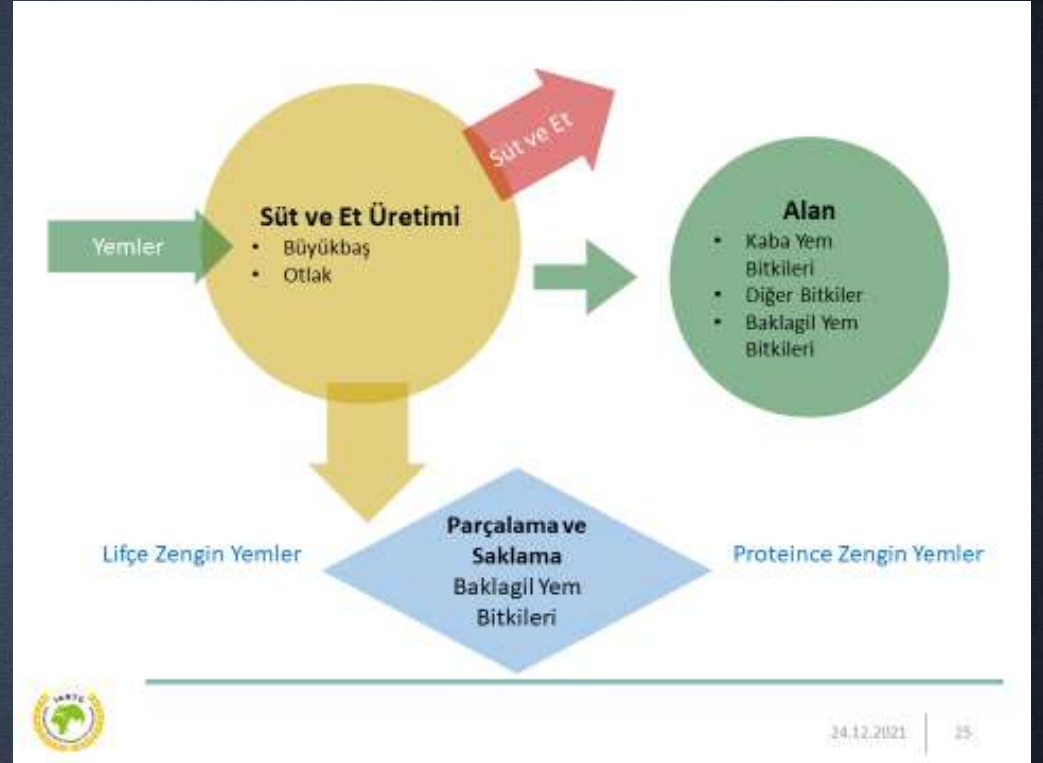 Süt ve Et
Süt ve Et Üretimi
• Büyükbaş
• Otlak
Yemler
Alan
• Kaba Yem
Bitkileri
• Diğer Bitkiler
• Baklagil Yem
Bitkileri
Parçalama ve
Saklama
Baklagil Yem
Bitkileri
Lifçe Zengin Yemler
Proteince Zengin Yemler
24.12.2021
25